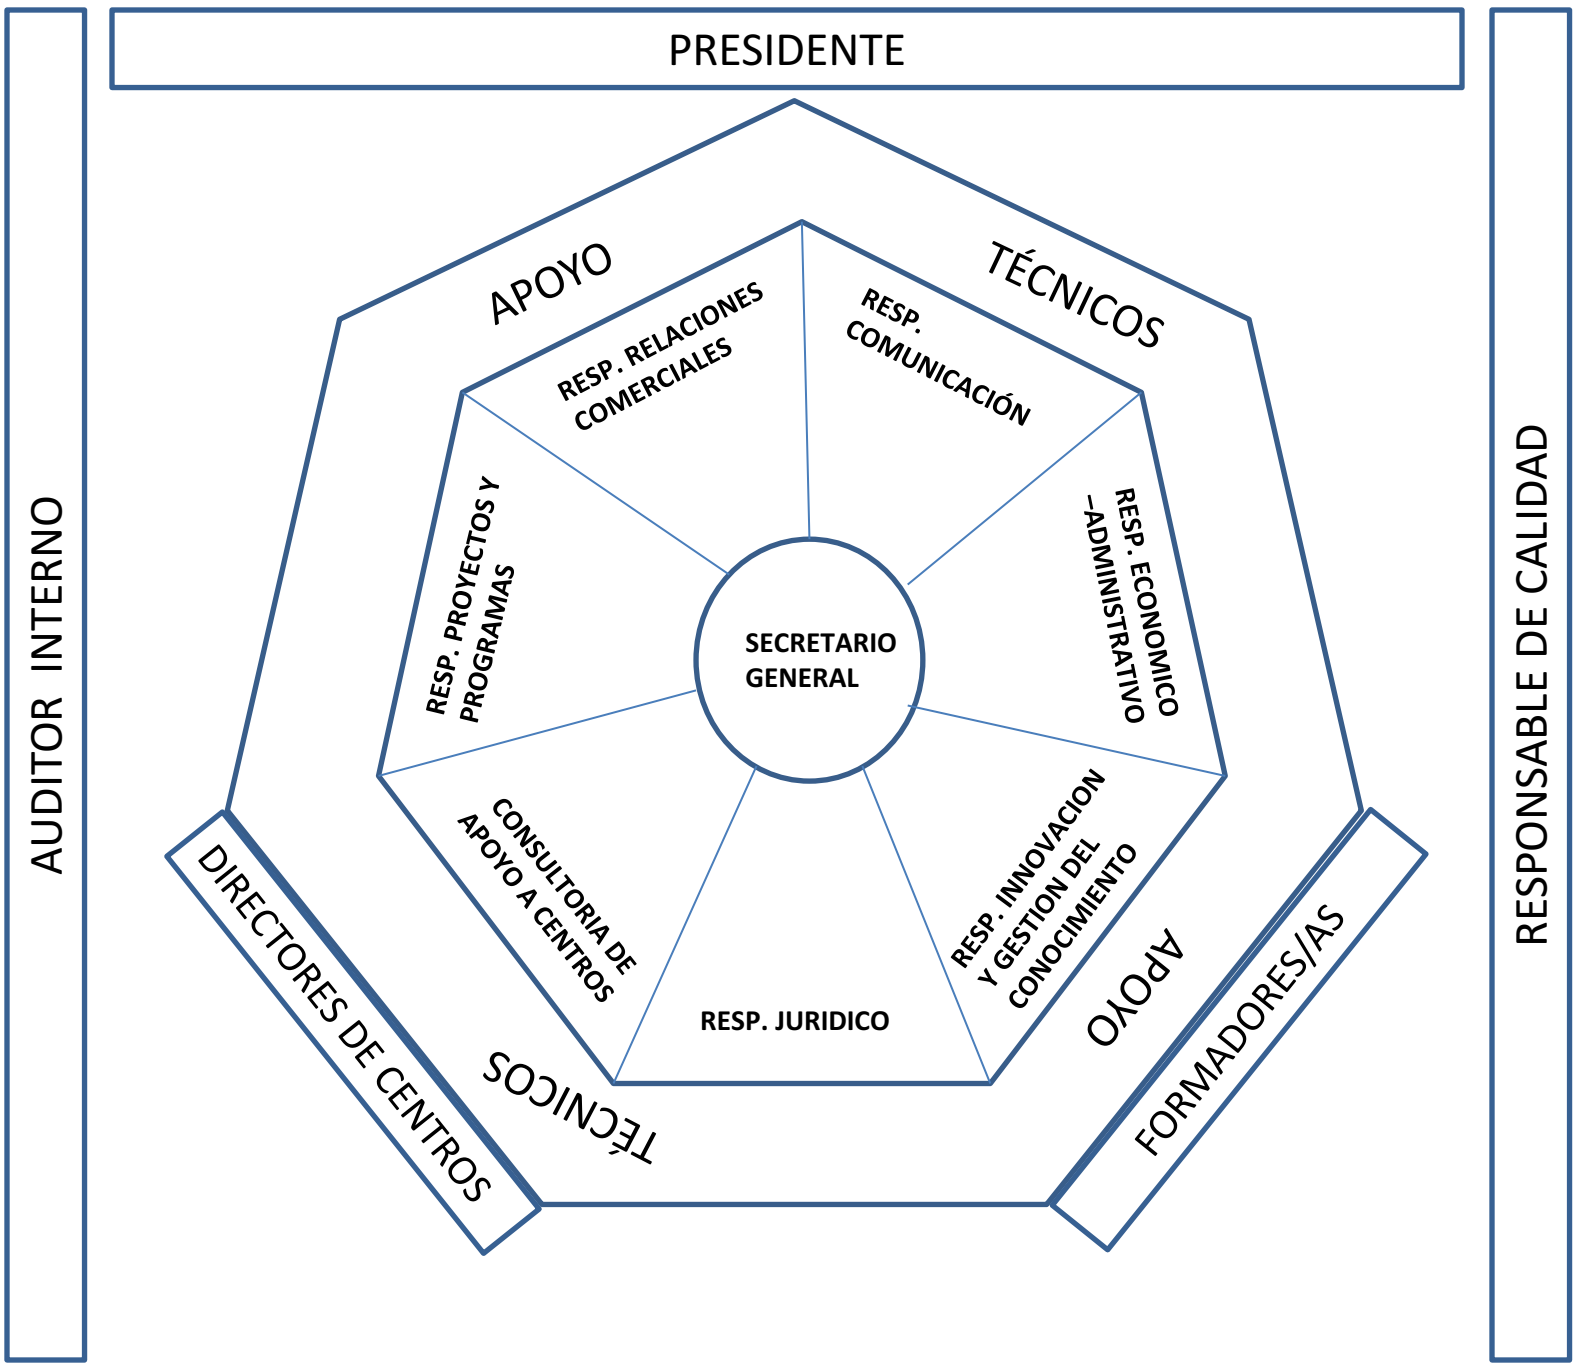 PRESIDENTE
AUDITOR INTERNO
RESPONSABLE DE CALIDAD
APOYO
TÉCNICOS
RESP. RELACIONES
COMERCIALES
RESP.
COMUNICACIÓN
RESP. PROYECTOS Y
PROGRAMAS
RESP. ECONOMICO
–ADMINISTRATIVO
SECRETARIO
GENERAL
CONSULTORIA DE
APOYO A CENTROS
RESP. INNOVACION
Y GESTION DEL
CONOCIMIENTO
RESP. JURIDICO
APOYO
TÉCNICOS
DIRECTORES DE CENTROS
FORMADORES/AS